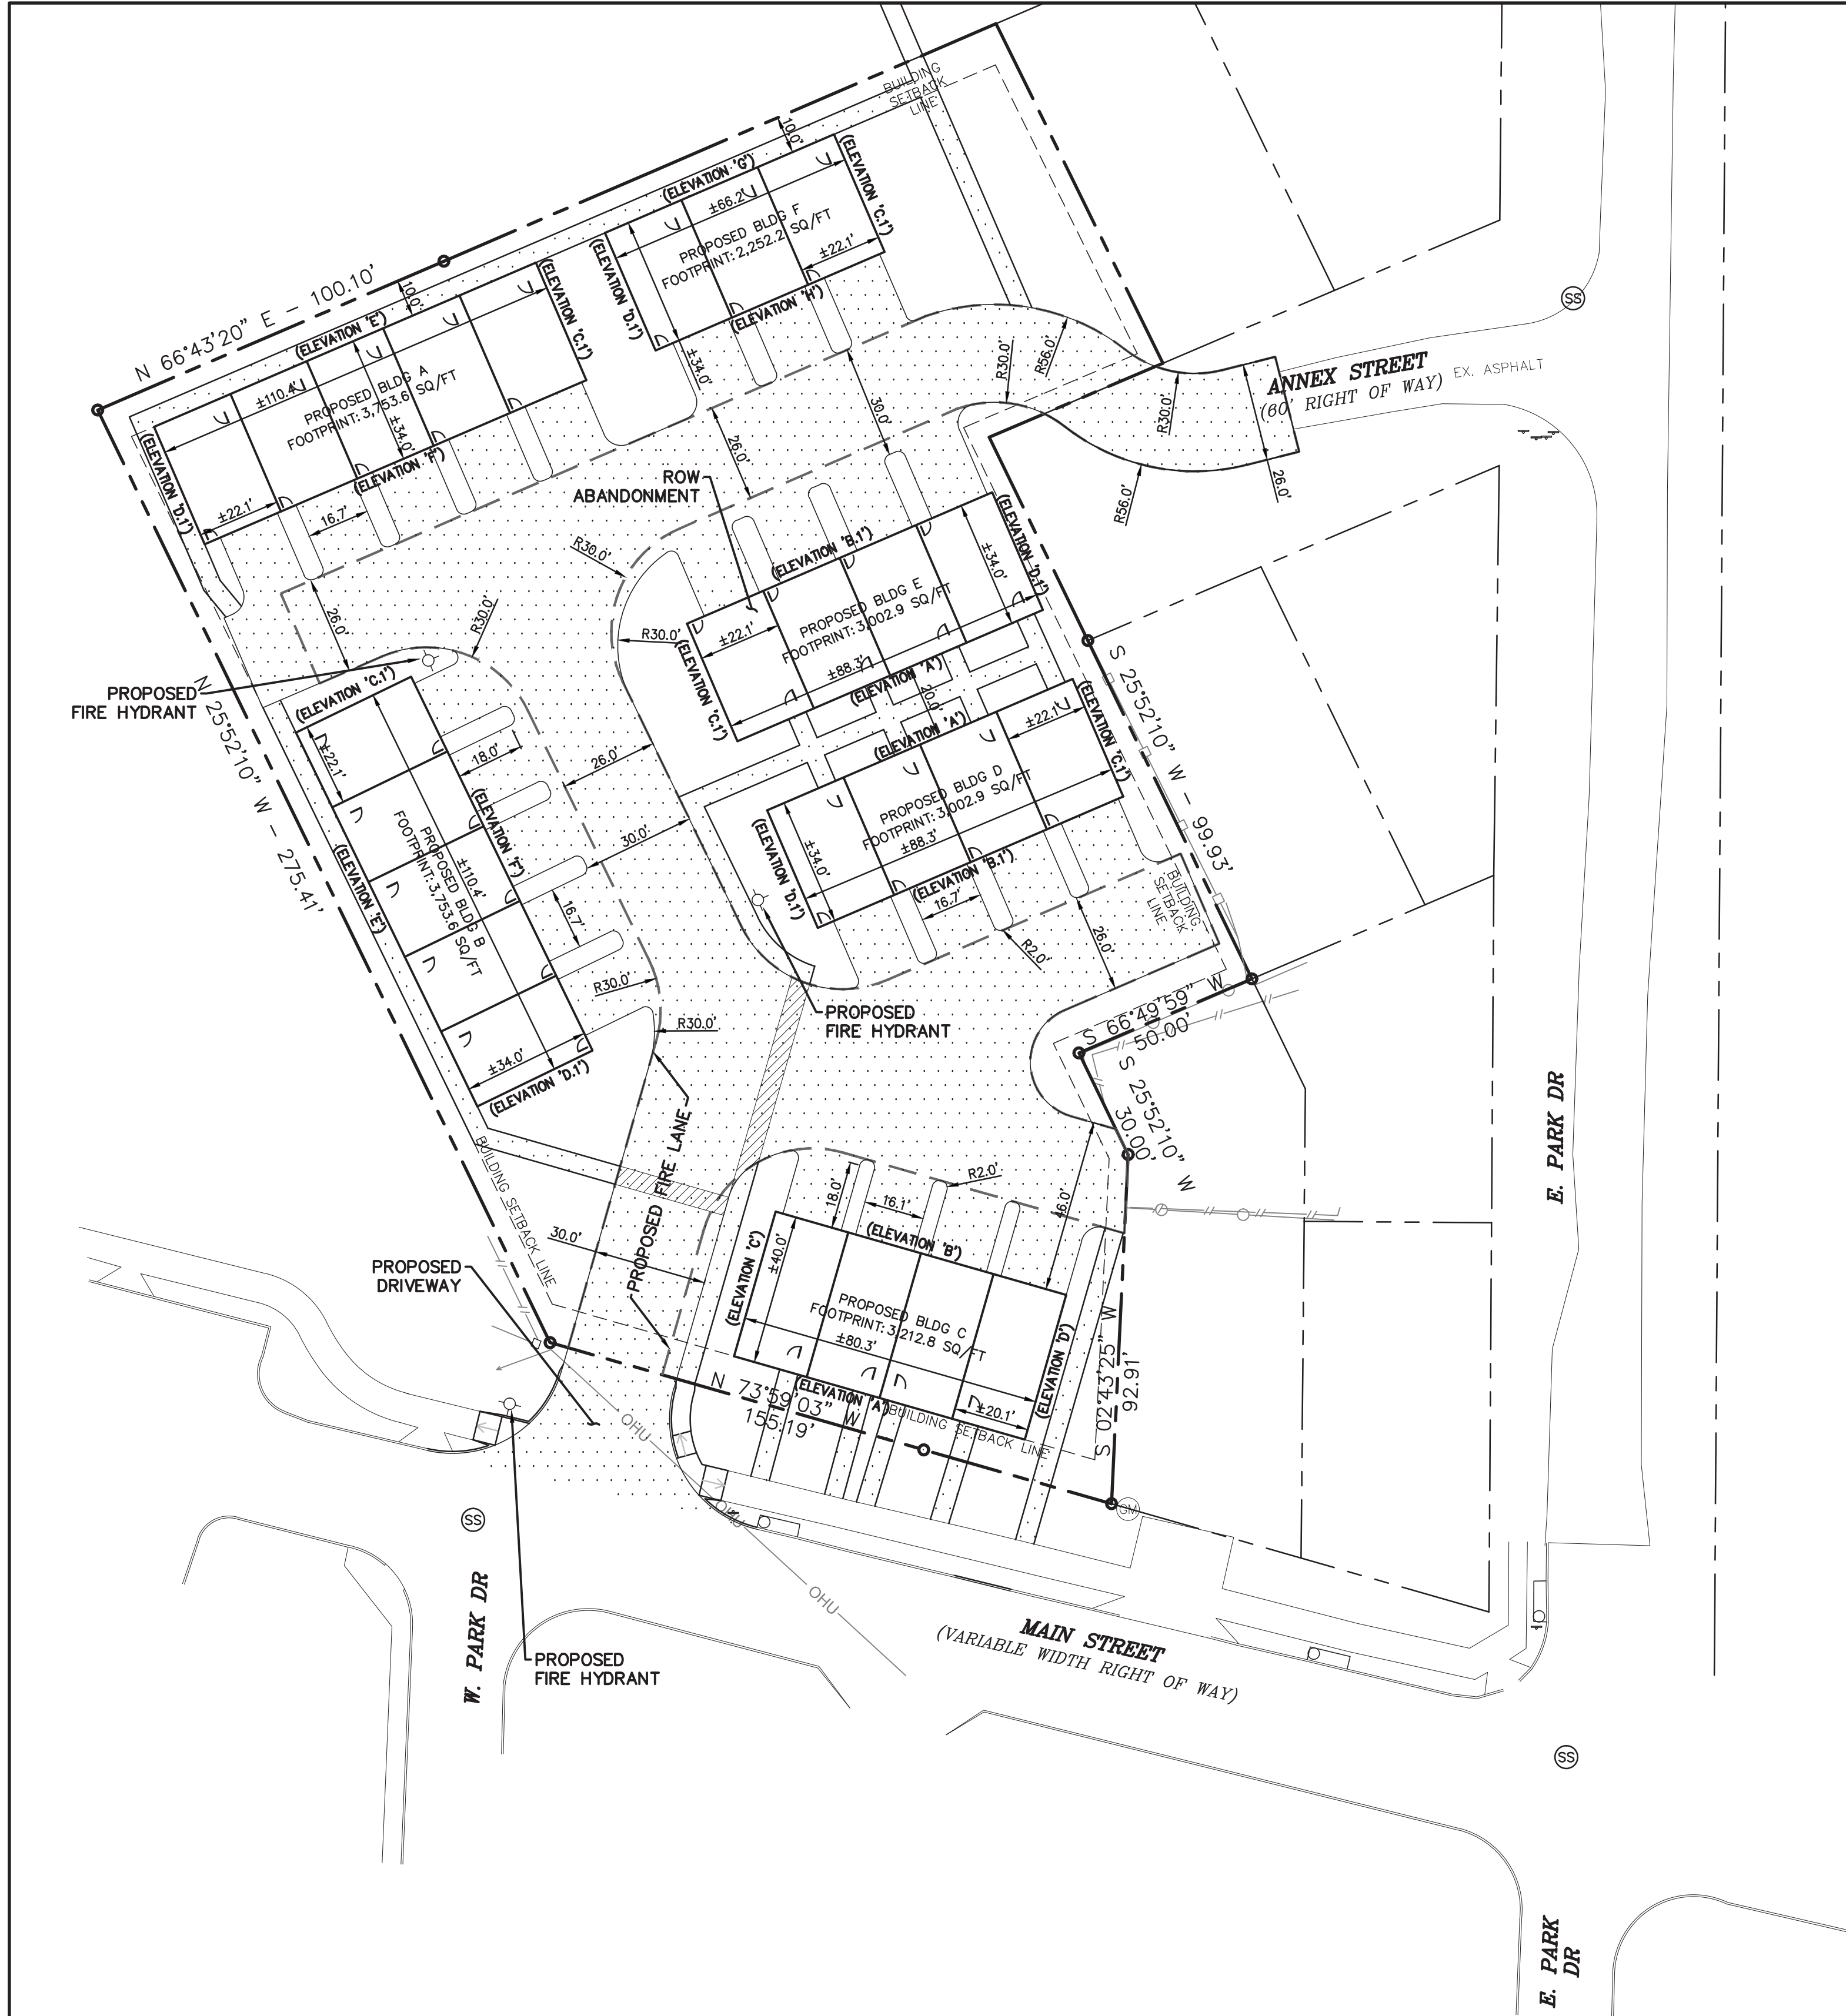 BUILDING
SETBACK
LINE
10.0'
(ELEVATION 'G')
(ELEVATION 'C.1')
±66.2'
PROPOSED BLDG F
FOOTPRINT: 2,252.2 SQ/FT
±22.1'
(ELEVATION 'D.1')
(ELEVATION 'H')
±34.0'
N 66°43'20" E - 100.10'
10.0'
(ELEVATION 'E')
(ELEVATION 'C.1')
±110.4'
PROPOSED BLDG A
FOOTPRINT: 3,753.6 SQ/FT
±34.0'
(ELEVATION 'F')
(ELEVATION 'D.1')
±22.1'
16.7'
26.0'
30.0'
R30.0'
R56.0'
R30.0'
ANNEX STREET
(60' RIGHT OF WAY)
EX. ASPHALT
SS
R56.0'
26.0'
ROW
ABANDONMENT
R30.0'
R30.0'
26.0'
R30.0'
(ELEVATION 'B.1')
(ELEVATION 'D.1')
±34.0'
PROPOSED BLDG E
FOOTPRINT: 3,002.9 SQ/FT
±22.1'
±88.3'
(ELEVATION 'C.1')
(ELEVATION 'A')
20.0'
PROPOSED
FIRE HYDRANT
N 25°52'10" W - 275.41'
(ELEVATION 'C.1')
±22.1'
18.0'
26.0'
(ELEVATION 'F')
30.0'
PROPOSED BLDG B
FOOTPRINT: 3,753.6 SQ/FT
±110.4'
(ELEVATION 'E')
16.7'
R30.0'
R30.0'
±34.0'
(ELEVATION 'D.1')
(ELEVATION 'A')
±22.1'
(ELEVATION 'C.1')
PROPOSED BLDG D
FOOTPRINT: 3,002.9 SQ/FT
±88.3'
±34.0'
(ELEVATION 'D.1')
(ELEVATION 'B.1')
16.7'
R2.0'
26.0'
S 25°52'10" W - 99.93'
BUILDING
SETBACK
LINE
PROPOSED
FIRE HYDRANT
S 66°49'59" W
50.00'
S 25°52'10" W
30.00'
E. PARK DR
BUILDING SETBACK LINE
PROPOSED FIRE LANE
30.0'
PROPOSED
DRIVEWAY
18.0'
16.1'
R2.0'
46.0'
(ELEVATION 'B')
(ELEVATION 'C')
±40.0'
PROPOSED BLDG C
FOOTPRINT: 3,212.8 SQ/FT
±80.3'
(ELEVATION 'D')
(ELEVATION 'A')
±20.1'
N 73°59'03" W
155.19'
BUILDING SETBACK LINE
S 02°43'25" W
92.91'
GM
OHU
OHU
OHU
SS
W. PARK DR
PROPOSED
FIRE HYDRANT
MAIN STREET
(VARIABLE WIDTH RIGHT OF WAY)
SS
E. PARK
DR